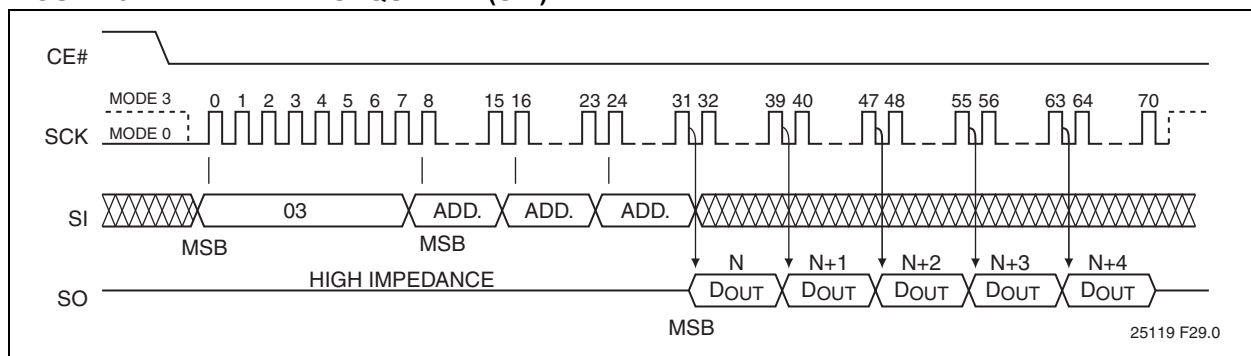 CE#
MODE 3
0 1 2 3 4 5 6 7 8 15 16 23 24 31 32 39 40 47 48 55 56 63 64 70
SCK
MODE 0
SI
03
ADD.
ADD.
ADD.
MSB
MSB
N
N+1
N+2
N+3
N+4
HIGH IMPEDANCE
SO
DOUT
DOUT
DOUT
DOUT
DOUT
MSB
25119 F29.0